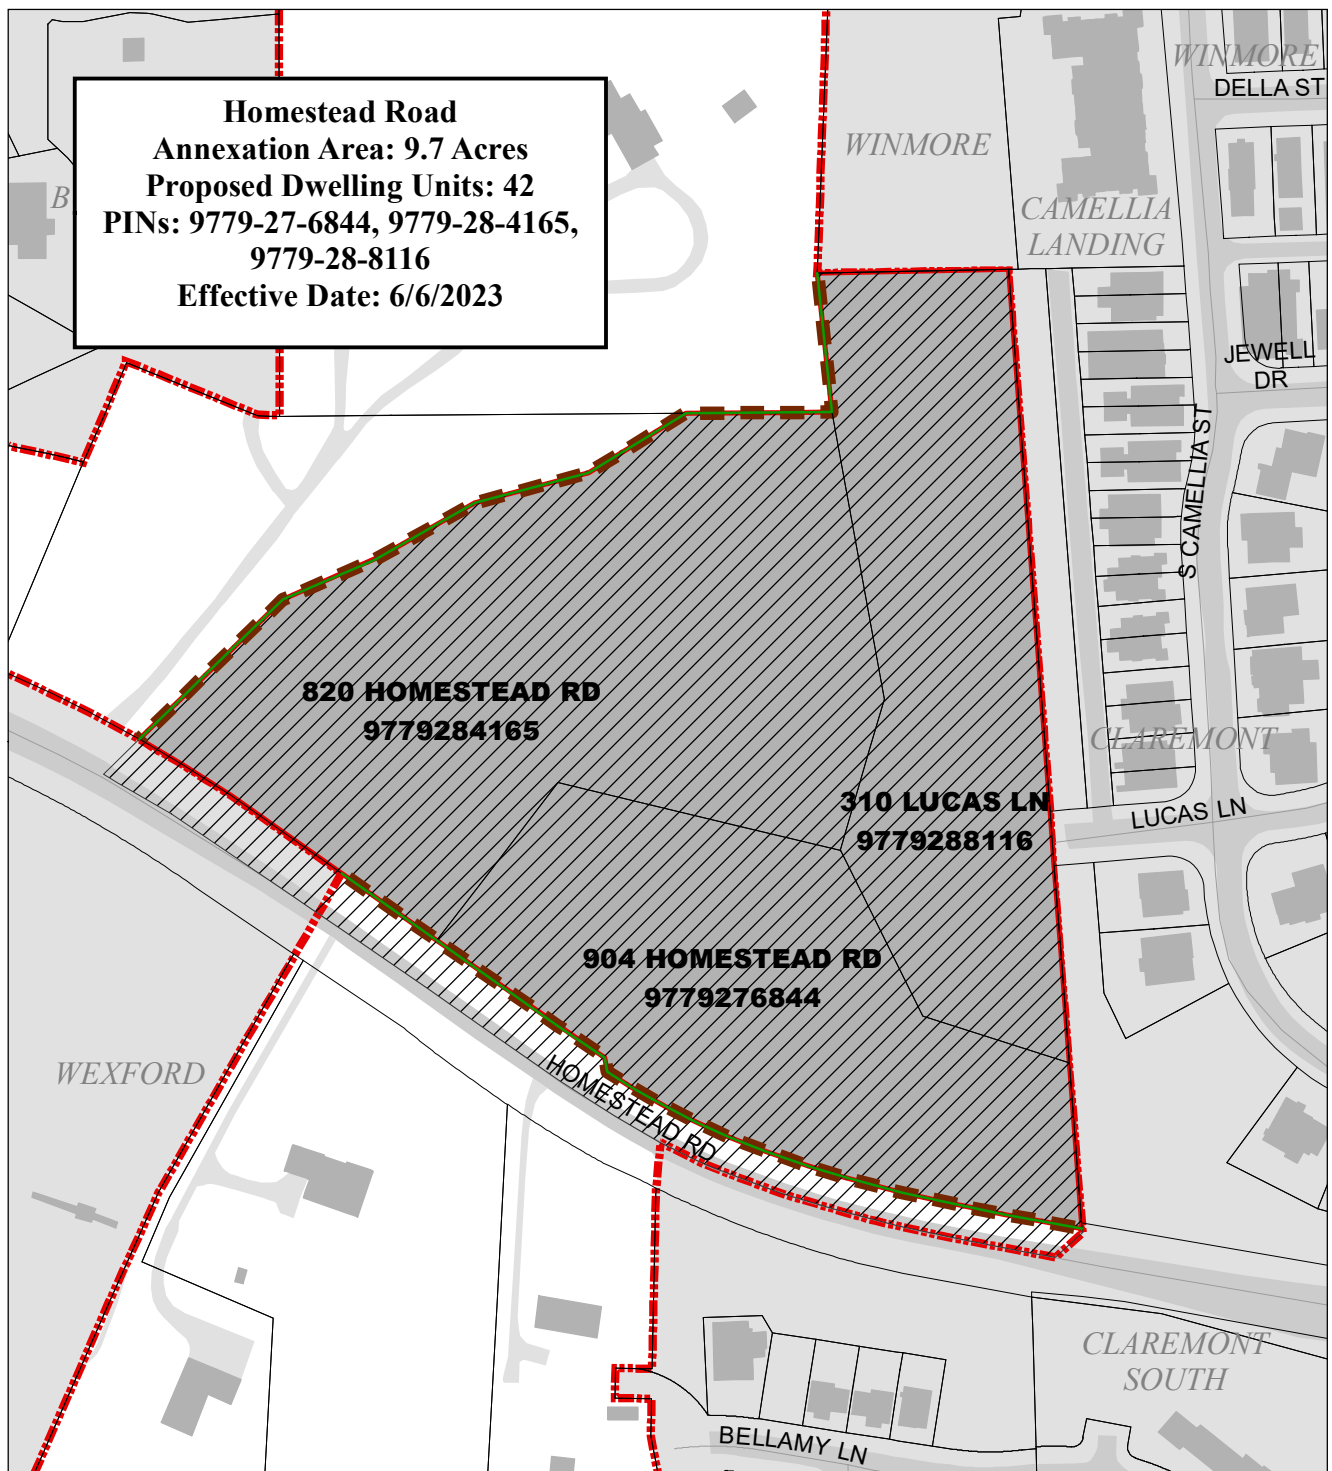 Homestead Road
Annexation Area: 9.7 Acres
Proposed Dwelling Units: 42
PINs: 9779-27-6844, 9779-28-4165,
9779-28-8116
Effective Date: 6/6/2023
B
WINMORE
DELLA ST
WINMORE
CAMELLIA
LANDING
JEWELL
DR
S CAMELLIA ST
820 HOMESTEAD RD
9779284165
CLAREMONT
310 LUCAS LN
9779288116
LUCAS LN
904 HOMESTEAD RD
9779276844
HOMESTEAD RD
WEXFORD
CLAREMONT
SOUTH
BELLAMY LN